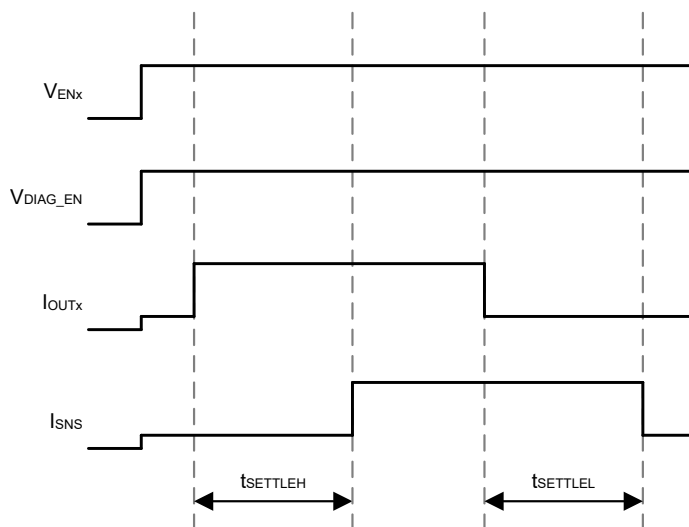 VENx
VDIAG_EN
IOUTx
ISNS
tSETTLEH
tSETTLEL